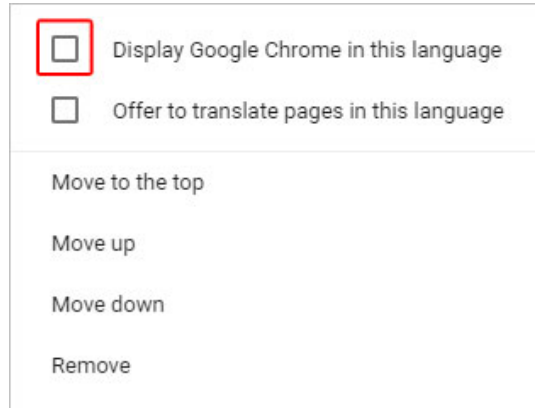 Display Google Chrome in this language
Offer to translate pages in this language
Move to the top
Move up
Move down
Remove